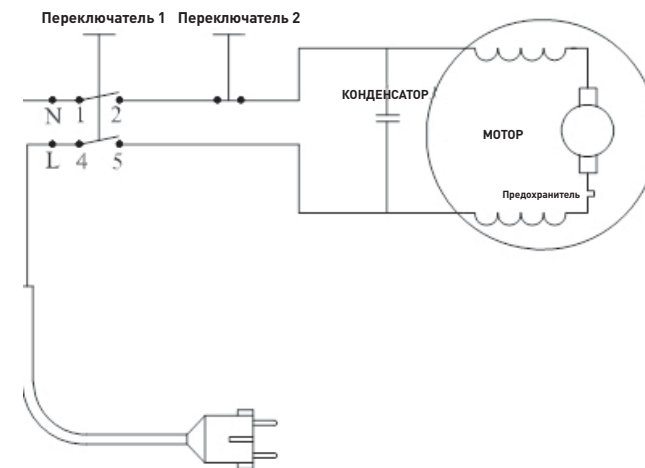 Переключатель 1 Переключатель 2
КОНДЕНСАТОР
N 1 2
МОТОР
L 4 5
Предохранитель